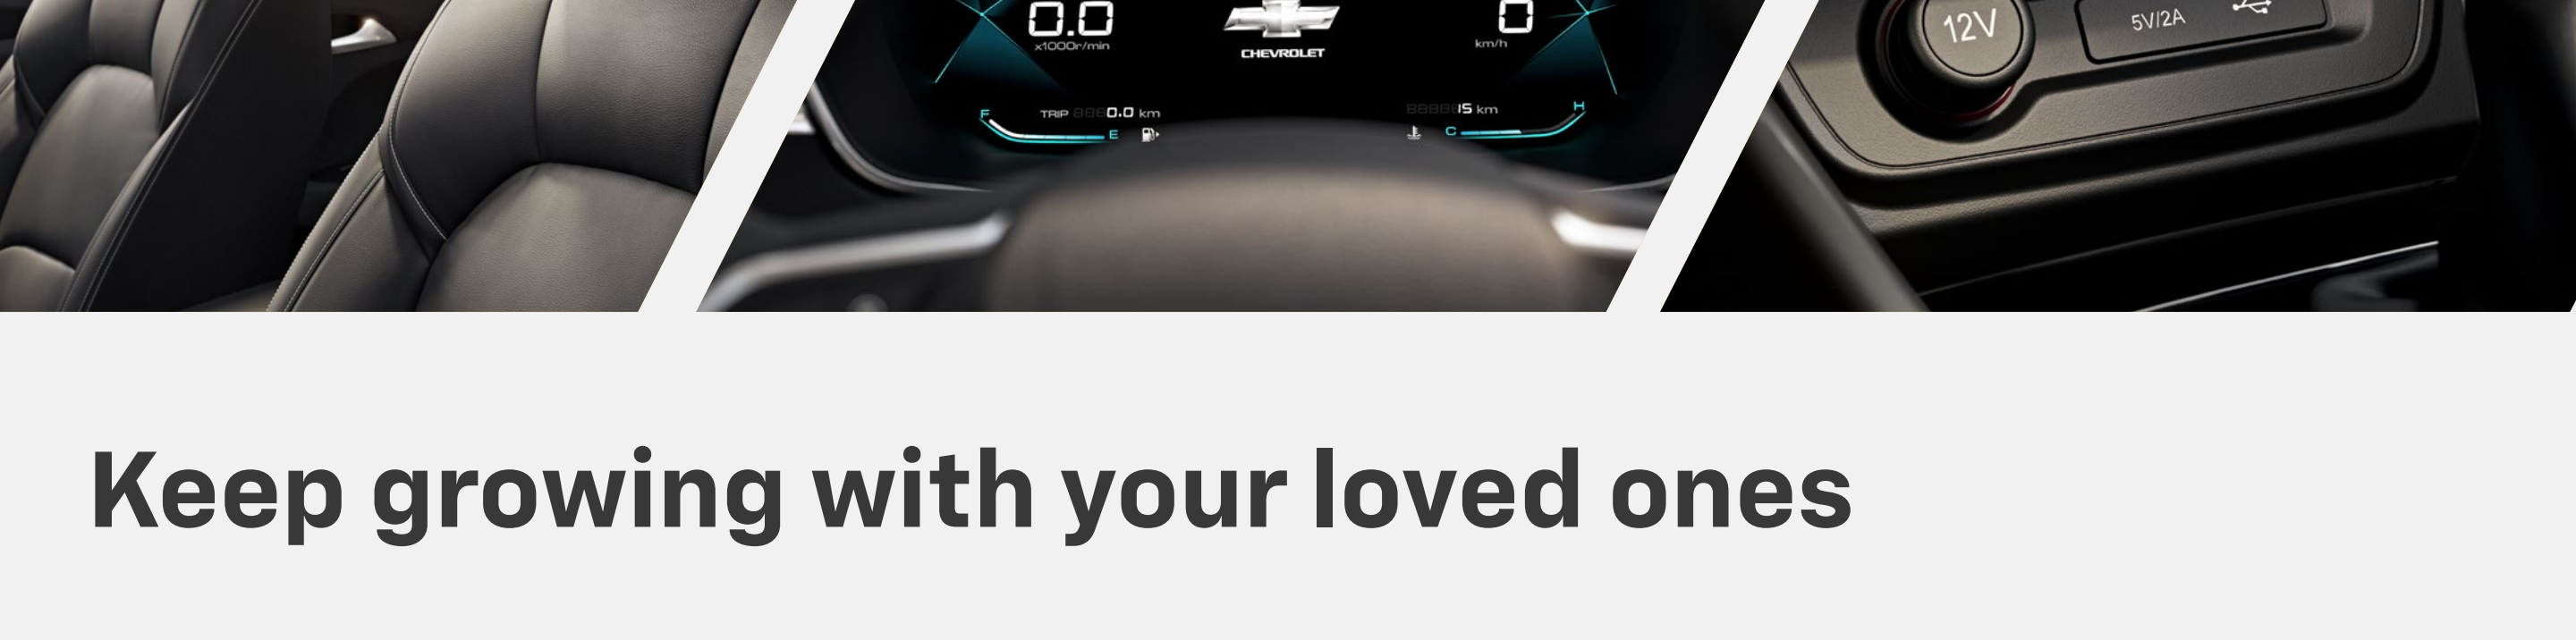 0.0
x1000r/min
CHEVROLET
0
km/h
F
TRIP 0.0 km
E
15 km
H
C
12V
5V/2A
Keep growing with your loved ones